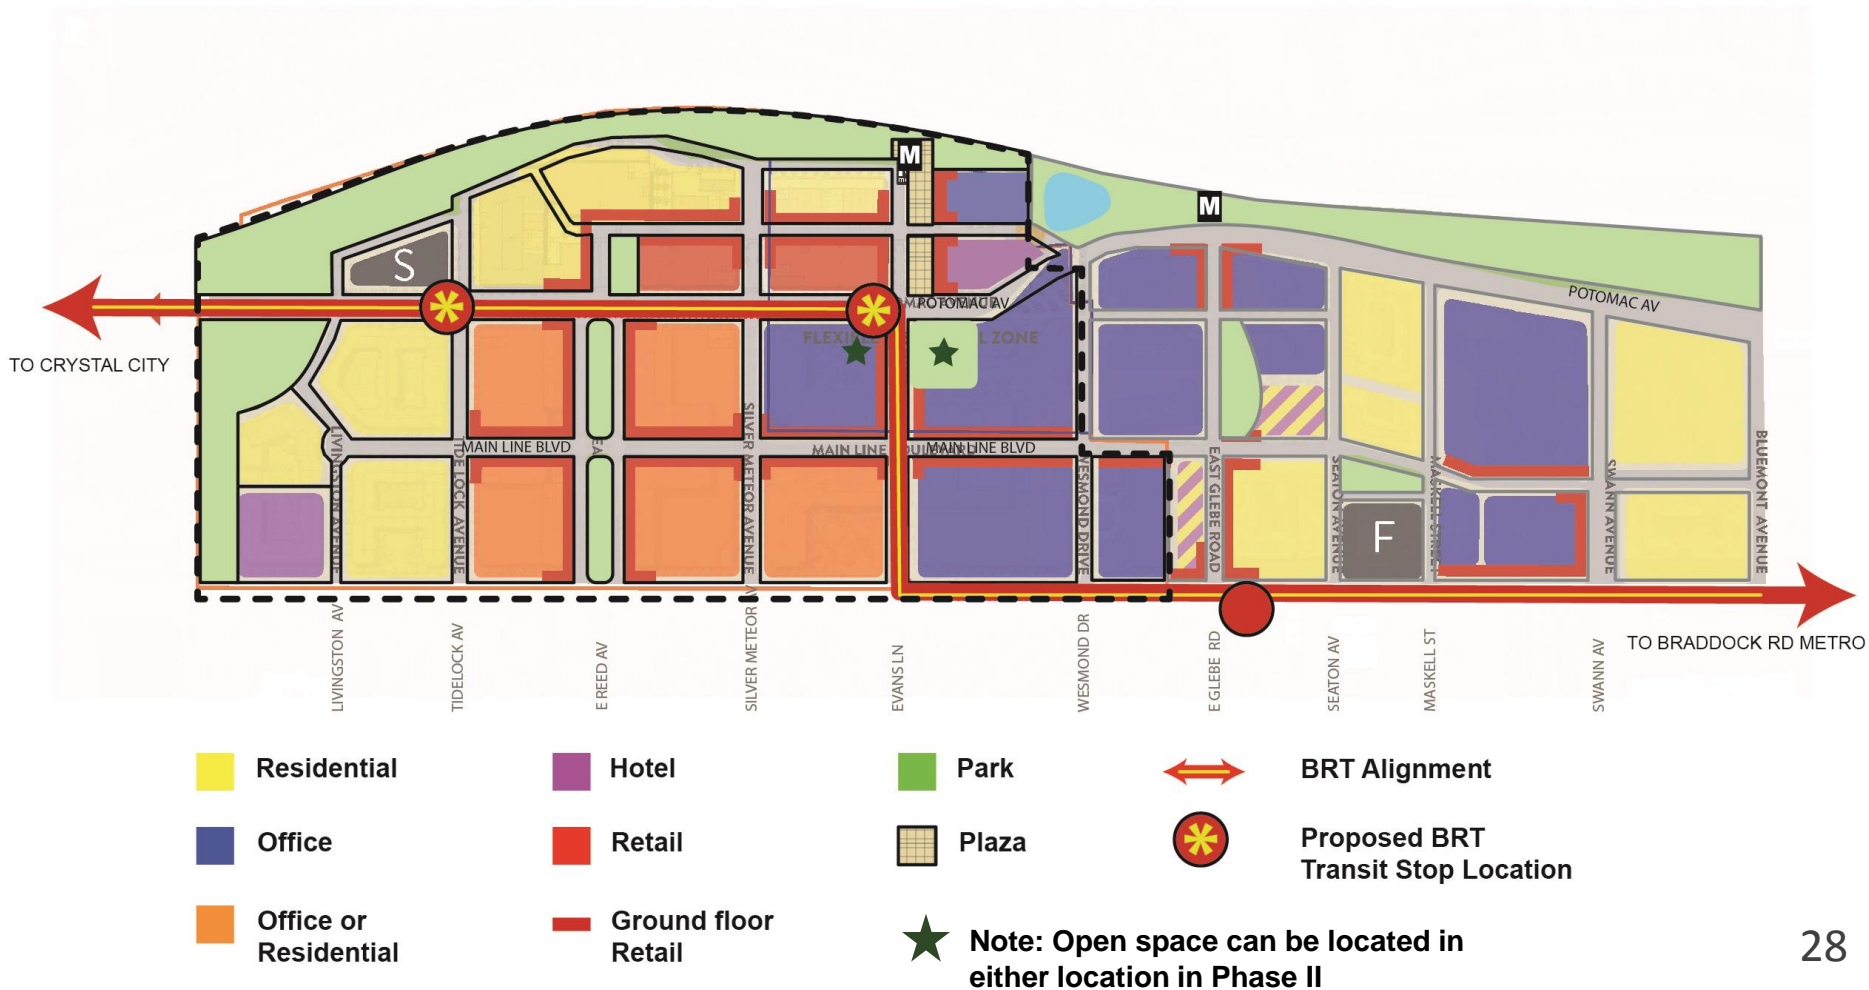 M
M
S
POTOMAC AV
POTOMAC AV
TO CRYSTAL CITY
FLEXI L ZONE
MAIN LINE BLVD
MAIN LINE BOULEVARD
MAIN LINE BLVD
LIVINGSTON AVENUE
TIDELOCK AVENUE
SILVER METEOR AVENUE
WESMOND DRIVE
EAST GLEBE ROAD
SEATON AVENUE
MASKELL STREET
SWANN AVENUE
BLUEMONT AVENUE
F
TO BRADDOCK RD METRO
LIVINGSTON AV
TIDELOCK AV
E REED AV
SILVER METEOR AV
EVANS LN
WESMOND DR
E GLEBE RD
SEATON AV
MASKELL ST
SWANN AV
Residential
Hotel
Park
BRT Alignment
Office
Retail
Plaza
Proposed BRT
Transit Stop Location
Office or
Residential
Ground floor
Retail
Note: Open space can be located in
either location in Phase II
28